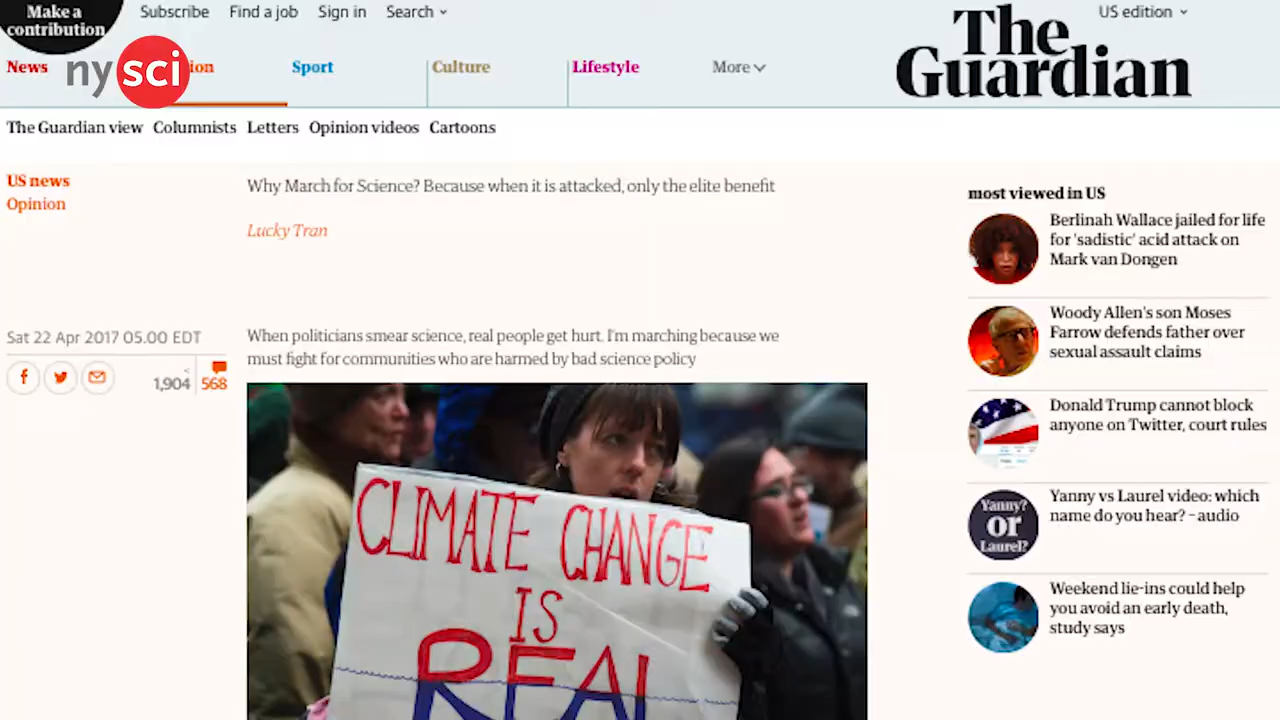 Make a
contribution
Subscribe Find a job Sign in Search
US edition
The
Guardian
News
nysci
ion
Sport
Culture
Lifestyle
More
The Guardian view Columnists Letters Opinion videos Cartoons
US news
Opinion
Why March for Science? Because when it is attacked, only the elite benefit
Lucky Tran
Sat 22 Apr 2017 05.00 EDT
1,904
568
When politicians smear science, real people get hurt. I'm marching because we
must fight for communities who are harmed by bad science policy
CLIMATE CHANGE
IS
REAL
most viewed in US
Berlinah Wallace jailed for life
for 'sadistic' acid attack on
Mark van Dongen
Woody Allen's son Moses
Farrow defends father over
sexual assault claims
Donald Trump cannot block
anyone on Twitter, court rules
Yanny?
or
Laurel?
Yanny vs Laurel video: which
name do you hear? – audio
Weekend lie-ins could help
you avoid an early death,
study says